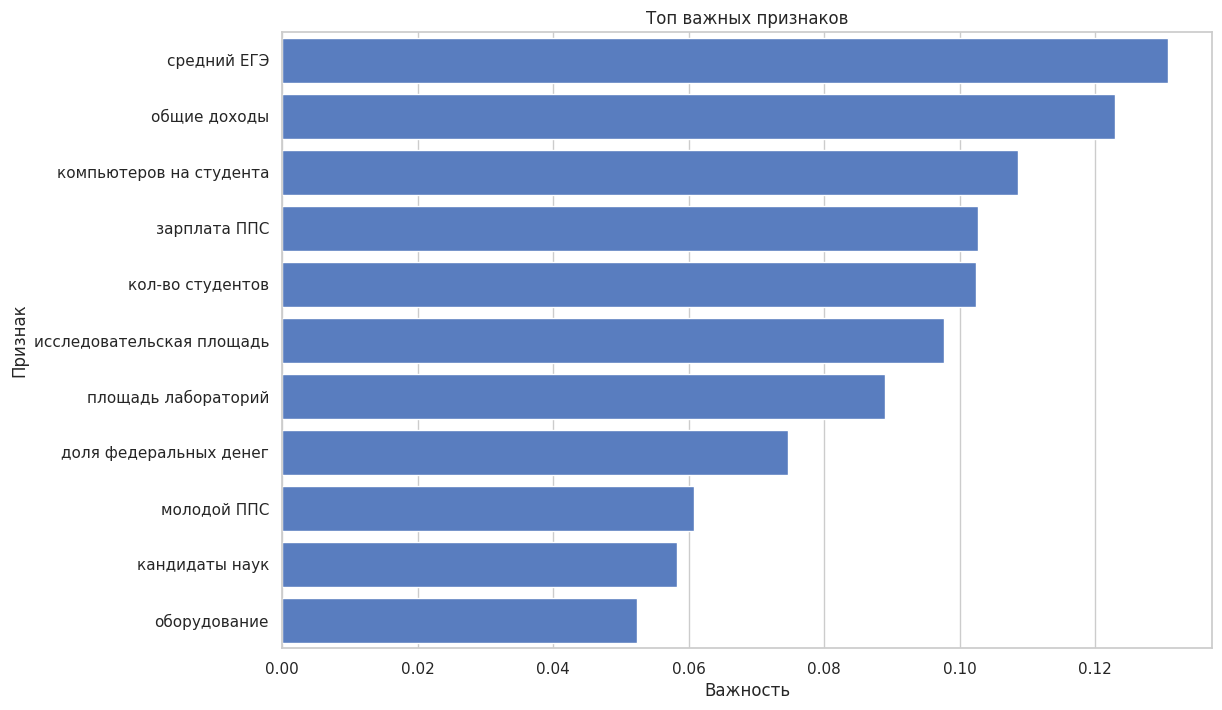 Топ важных признаков
средний ЕГЭ
общие доходы
компьютеров на студента
зарплата ППС
кол-во студентов
исследовательская площадь
площадь лабораторий
доля федеральных денег
молодой ППС
кандидаты наук
оборудование
Признак
0.00 0.02 0.04 0.06 0.08 0.10 0.12
Важность